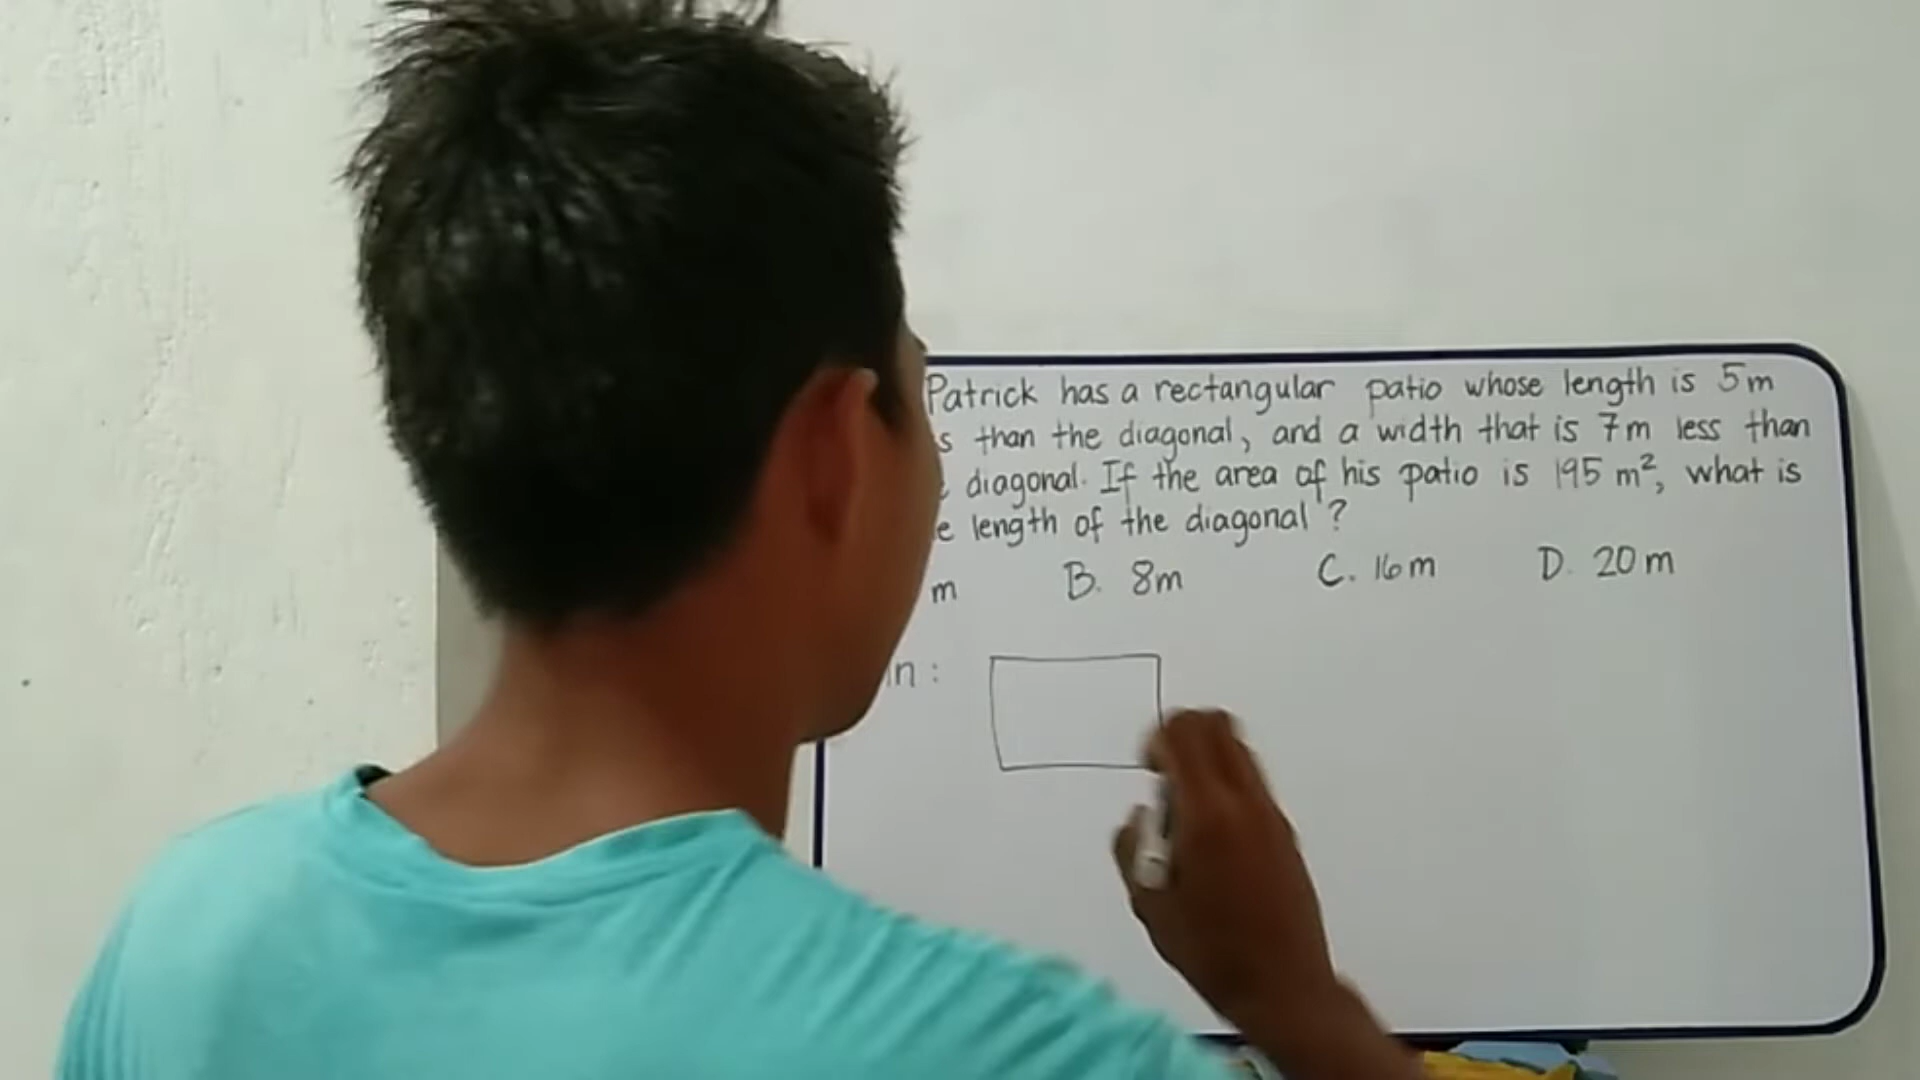 Patrick has a rectangular patio whose length is 5m
than the diagonal, and a width that is 7m less than
diagonal. If the area of his patio is 195 m², what is
length of the diagonal?
m B. 8m C. 16m D. 20m